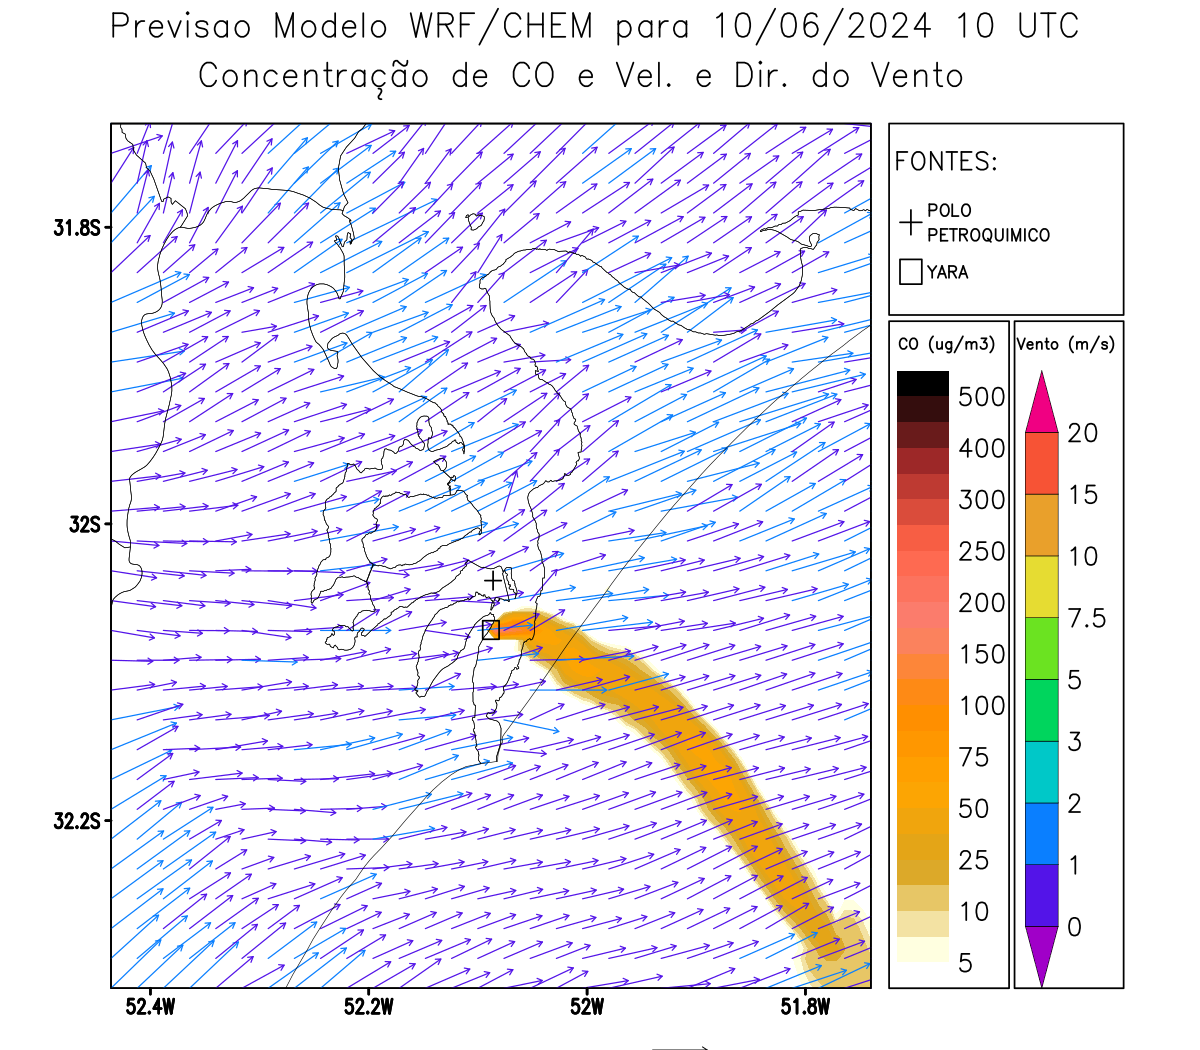 Previsao Modelo WRF/CHEM para 10/06/2024 10 UTC
Concentração de CO e Vel. e Dir. do Vento
FONTES:
POLO
PETROQUIMICO
YARA
CO (ug/m3)
500
400
300
250
200
150
100
75
50
25
10
5
Vento (m/s)
20
15
10
7.5
5
3
2
1
0
31.8S
32S
32.2S
52.4W
52.2W
52W
51.8W